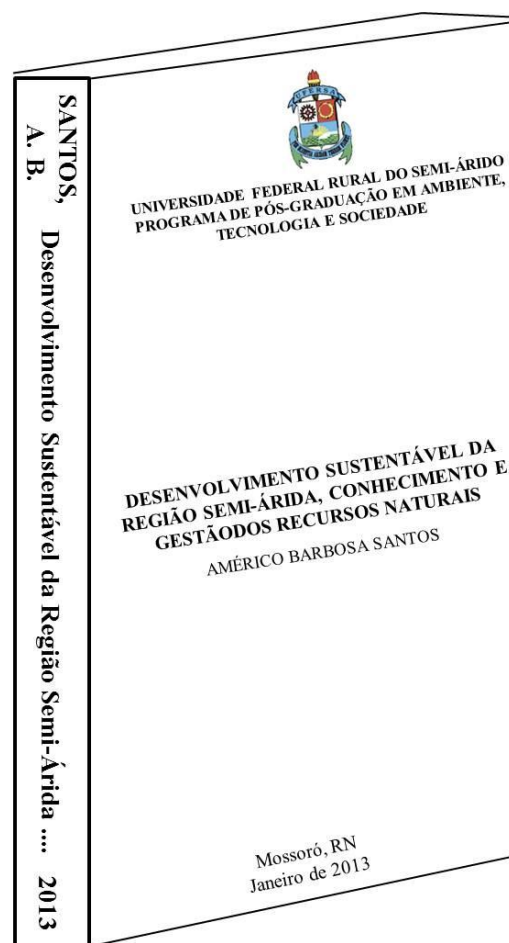 SANTOS,
A. B.
Desenvolvimento Sustentável da Região Semi-Árida .... 2013
UFERSA
UNIVERSIDADE FEDERAL RURAL DO SEMI-ÁRIDO
PROGRAMA DE PÓS-GRADUAÇÃO EM AMBIENTE,
TECNOLOGIA E SOCIEDADE
DESENVOLVIMENTO SUSTENTÁVEL DA
REGIÃO SEMI-ÁRIDA, CONHECIMENTO E
GESTÃODOS RECURSOS NATURAIS
AMÉRICO BARBOSA SANTOS
Mossoró, RN
Janeiro de 2013